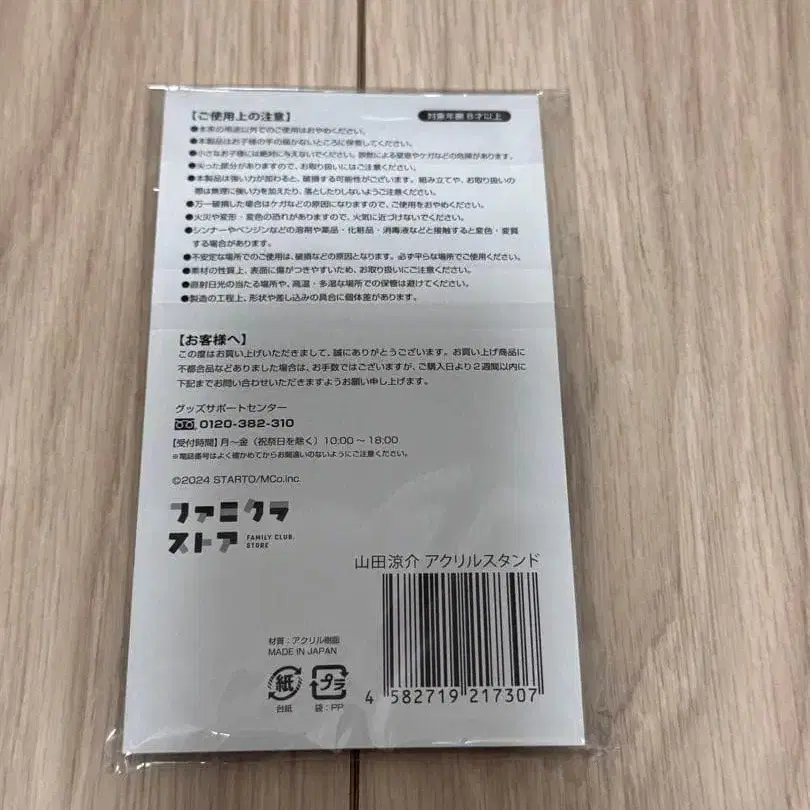 【ご使用上の注意】
対象年齢 8才以上
●本来の用途以外でのご使用はおやめください。
●本製品はお子様の手の届かないところに保管してください。
●小さなお子様には絶対に与えないでください。誤飲による窒息やケガなどの危険があります。
●尖った部分がありますので、お取り扱いにはご注意ください。
●本製品は強い力が加わると、破損する可能性がございます。組み立てや、お取り扱いの
際は無理に強い力を加えたり、落としたりしないようご注意ください。
●万一破損した場合はケガなどの原因になりますので、ご使用をおやめください。
●火災や変形・変色の恐れがありますので、火気に近づけないでください。
●シンナーやベンジンなどの溶剤や薬品・化粧品・消毒液などと接触すると変色・変質
する場合があります。
●不安定な場所でのご使用は、破損などの原因となります。必ず平らな場所でご使用ください。
●素材の性質上、表面に傷がつきやすいため、お取り扱いにご注意ください。
●直射日光の当たる場所や、高温・多湿な場所での保管は避けてください。
●製造の工程上、形状や差し込みの具合に個体差があります。
【お客様へ】
この度はお買い上げいただきまして、誠にありがとうございます。お買い上げ商品に
不都合品などありました場合は、お手数ではございますが、ご購入日より2週間以内に
下記までお問い合わせいただきますようお願い申し上げます。
グッズサポートセンター
0120-382-310
【受付時間】月〜金（祝祭日を除く）10:00〜18:00
※電話番号はよく確かめてからお間違いのないようにご注意ください。
©2024 STARTO/MCo.inc.
ファミクラ
ストア
FAMILY CLUB
STORE
山田涼介 アクリルスタンド
材質：アクリル樹脂
MADE IN JAPAN
紙
プラ
台紙
袋：PP
4 582719 217307